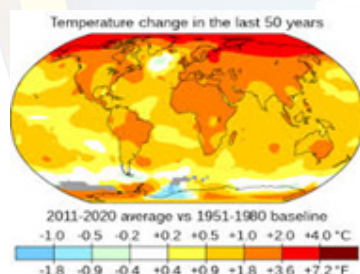 Temperature change in the last 50 years
2011-2020 average vs 1951-1980 baseline
-1.0 -0.5 -0.2 +0.2 +0.5 +1.0 +2.0 +4.0 °C
-1.8 -0.9 -0.4 +0.4 +0.9 +1.8 +3.6 +7.2 °F